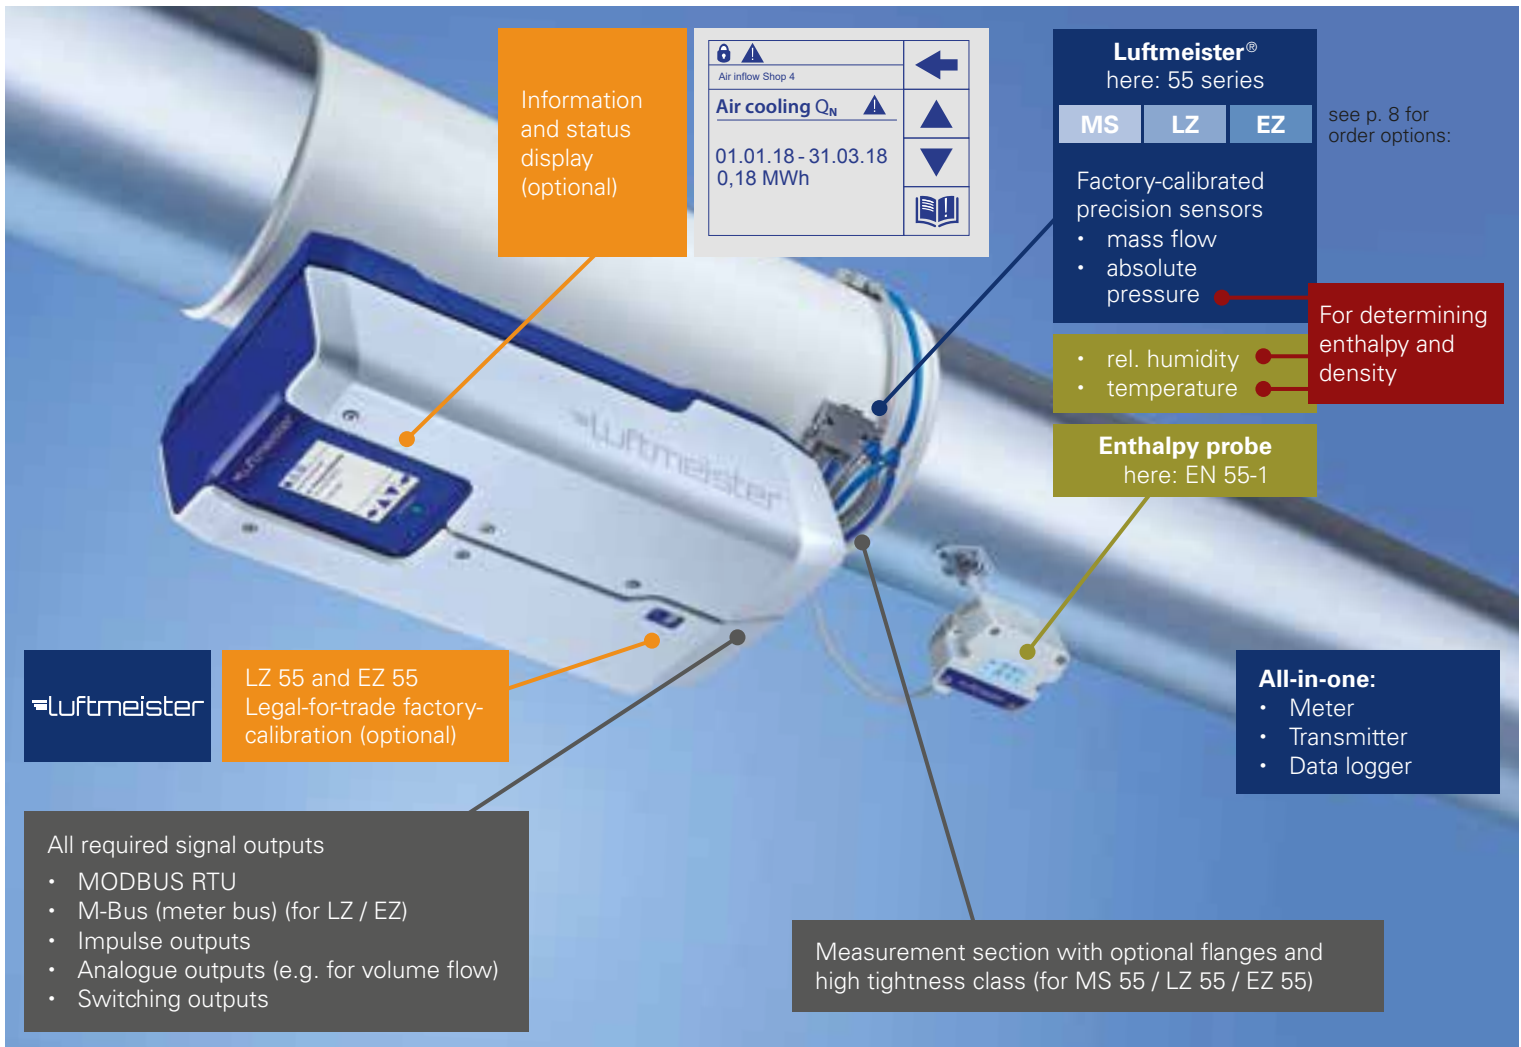 Information
and status
display
(optional)
Air inflow Shop 4
Air cooling QN
01.01.18 - 31.03.18
0,18 MWh
Luftmeister®
here: 55 series
MS LZ EZ
see p. 8 for
order options:
Factory-calibrated
precision sensors
• mass flow
• absolute
pressure
For determining
enthalpy and
density
• rel. humidity
• temperature
Enthalpy probe
here: EN 55-1
luftmeister
luftmeister
luftmeister
LZ 55 and EZ 55
Legal-for-trade factory-
calibration (optional)
All-in-one:
• Meter
• Transmitter
• Data logger
All required signal outputs
• MODBUS RTU
• M-Bus (meter bus) (for LZ / EZ)
• Impulse outputs
• Analogue outputs (e.g. for volume flow)
• Switching outputs
Measurement section with optional flanges and
high tightness class (for MS 55 / LZ 55 / EZ 55)